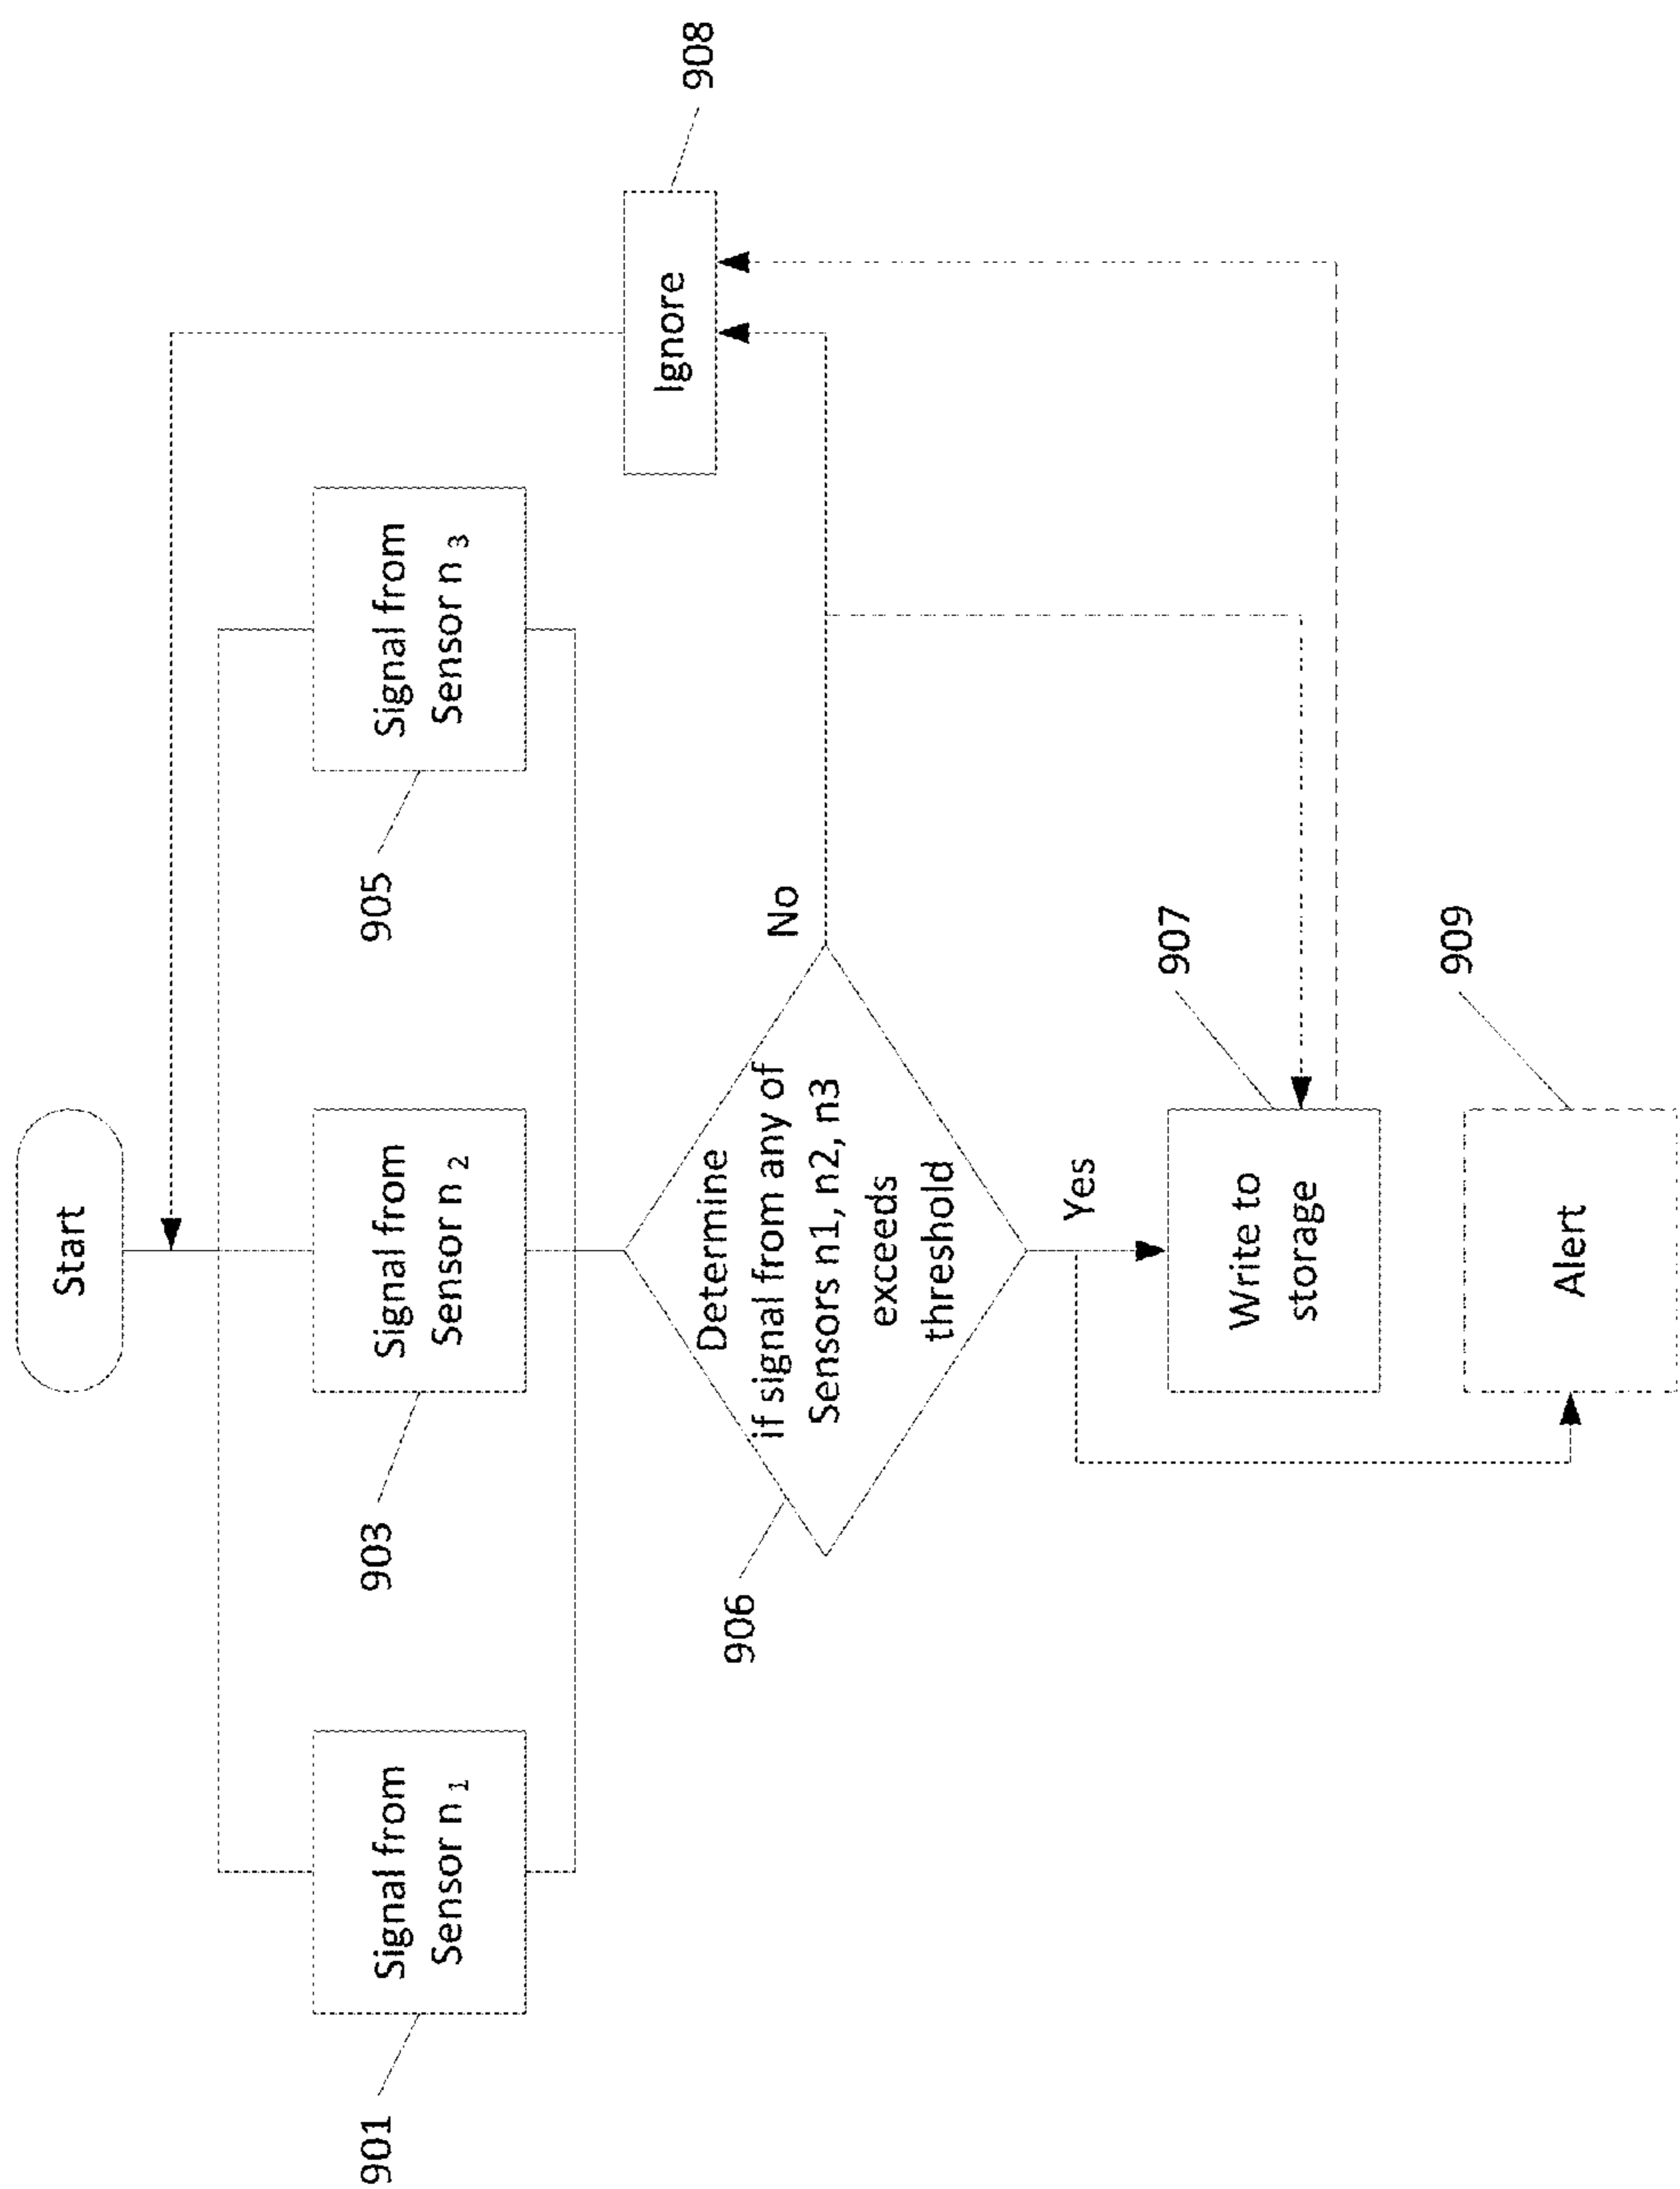 Start
901
Signal from
Sensor n 1
903
Signal from
Sensor n 2
905
Signal from
Sensor n 3
908
Ignore
906
Determine
if signal from any of
Sensors n1, n2, n3
exceeds
threshold
No
Yes
907
Write to
storage
909
Alert